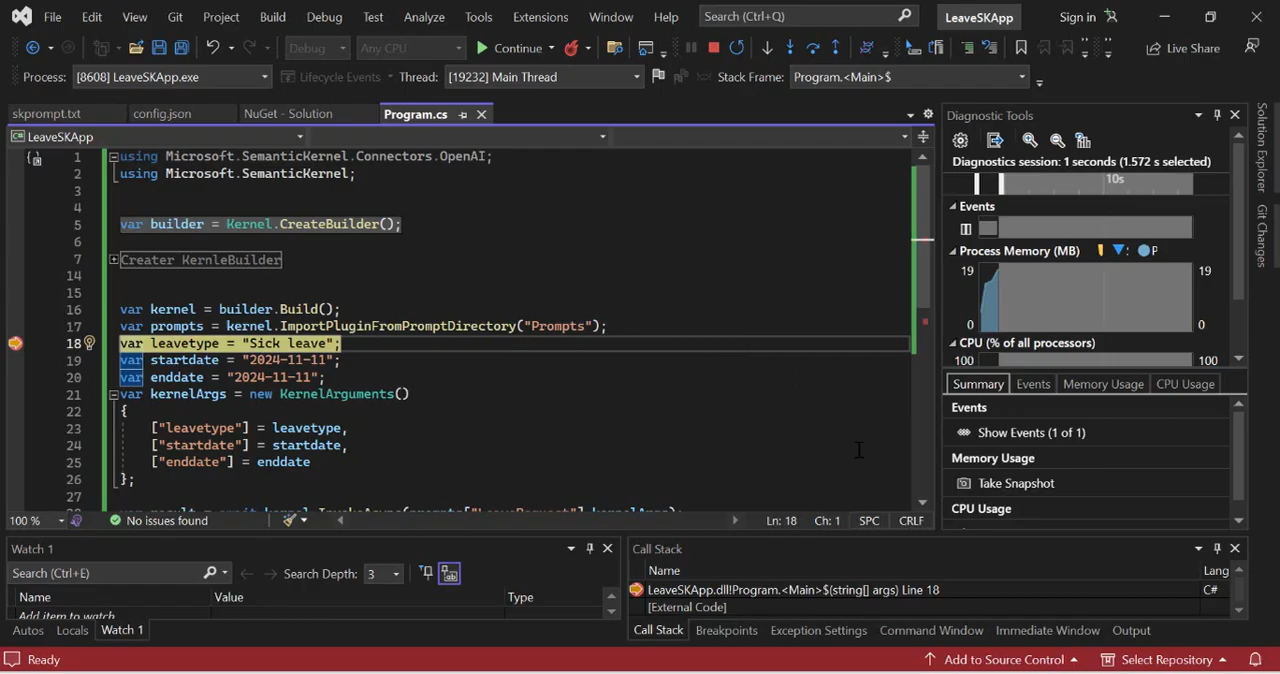 File Edit View Git Project Build Debug Test Analyze Tools Extensions Window Help Search (Ctrl+Q) LeaveSKApp Sign in
Debug Any CPU Continue Live Share
Process: [8608] LeaveSKApp.exe Lifecycle Events Thread: [19232] Main Thread Stack Frame: Program.<Main>$
skprompt.txt config.json NuGet - Solution Program.cs
LeaveSKApp
1 using Microsoft.SemanticKernel.Connectors.OpenAI;
2 using Microsoft.SemanticKernel;
3
4
5 var builder = Kernel.CreateBuilder();
6
7 Creater KernleBuilder
14
15
16 var kernel = builder.Build();
17 var prompts = kernel.ImportPluginFromPromptDirectory("Prompts");
18 var leavetype = "Sick leave";
19 var startdate = "2024-11-11";
20 var enddate = "2024-11-11";
21 var kernelArgs = new KernelArguments()
22 {
23 ["leavetype"] = leavetype,
24 ["startdate"] = startdate,
25 ["enddate"] = enddate
26 };
27
100 % No issues found Ln: 18 Ch: 1 SPC CRLF
Diagnostic Tools
Diagnostics session: 1 seconds (1.572 s selected)
10s
Events
Process Memory (MB) P
19 19
0 0
CPU (% of all processors)
100 100
Summary Events Memory Usage CPU Usage
Events
Show Events (1 of 1)
Memory Usage
Take Snapshot
CPU Usage
Solution Explorer
Git Changes
Watch 1
Search (Ctrl+E) Search Depth: 3
Name Value Type
Add item to watch
Autos Locals Watch 1
Call Stack
Name Lang
LeaveSKApp.dll!Program.<Main>$(string[] args) Line 18 C#
[External Code]
Call Stack Breakpoints Exception Settings Command Window Immediate Window Output
Ready Add to Source Control Select Repository